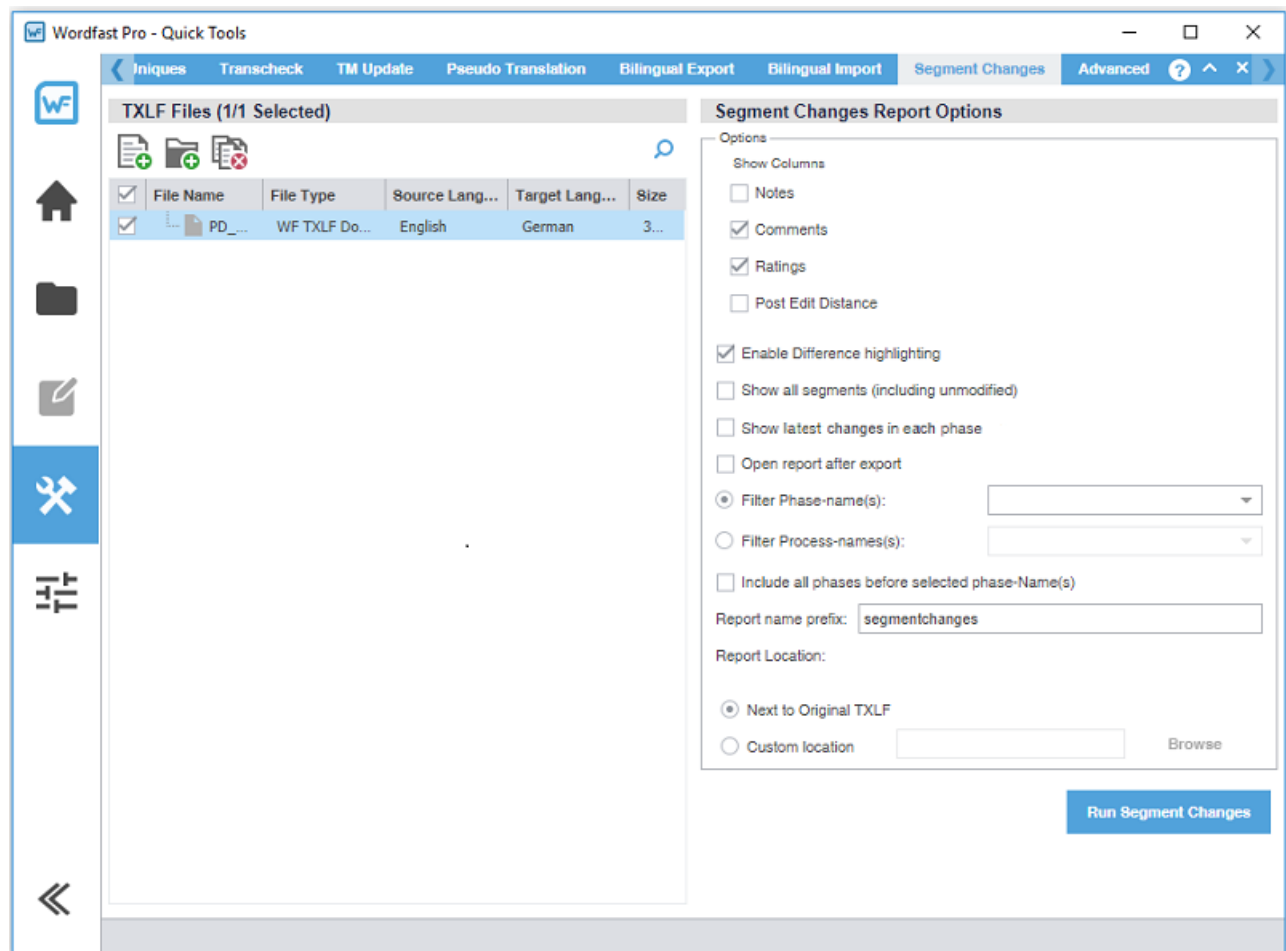 Wordfast Pro - Quick Tools
Iniques Transcheck TM Update Pseudo Translation Bilingual Export Bilingual Import Segment Changes Advanced
WF
TXLF Files (1/1 Selected)
File Name File Type Source Lang... Target Lang... Size
PD_... WF TXLF Do... English German 3...
Segment Changes Report Options
Options
Show Columns
Notes
Comments
Ratings
Post Edit Distance
Enable Difference highlighting
Show all segments (including unmodified)
Show latest changes in each phase
Open report after export
Filter Phase-name(s):
Filter Process-names(s):
Include all phases before selected phase-Name(s)
Report name prefix: segmentchanges
Report Location:
Next to Original TXLF
Custom location Browse
Run Segment Changes